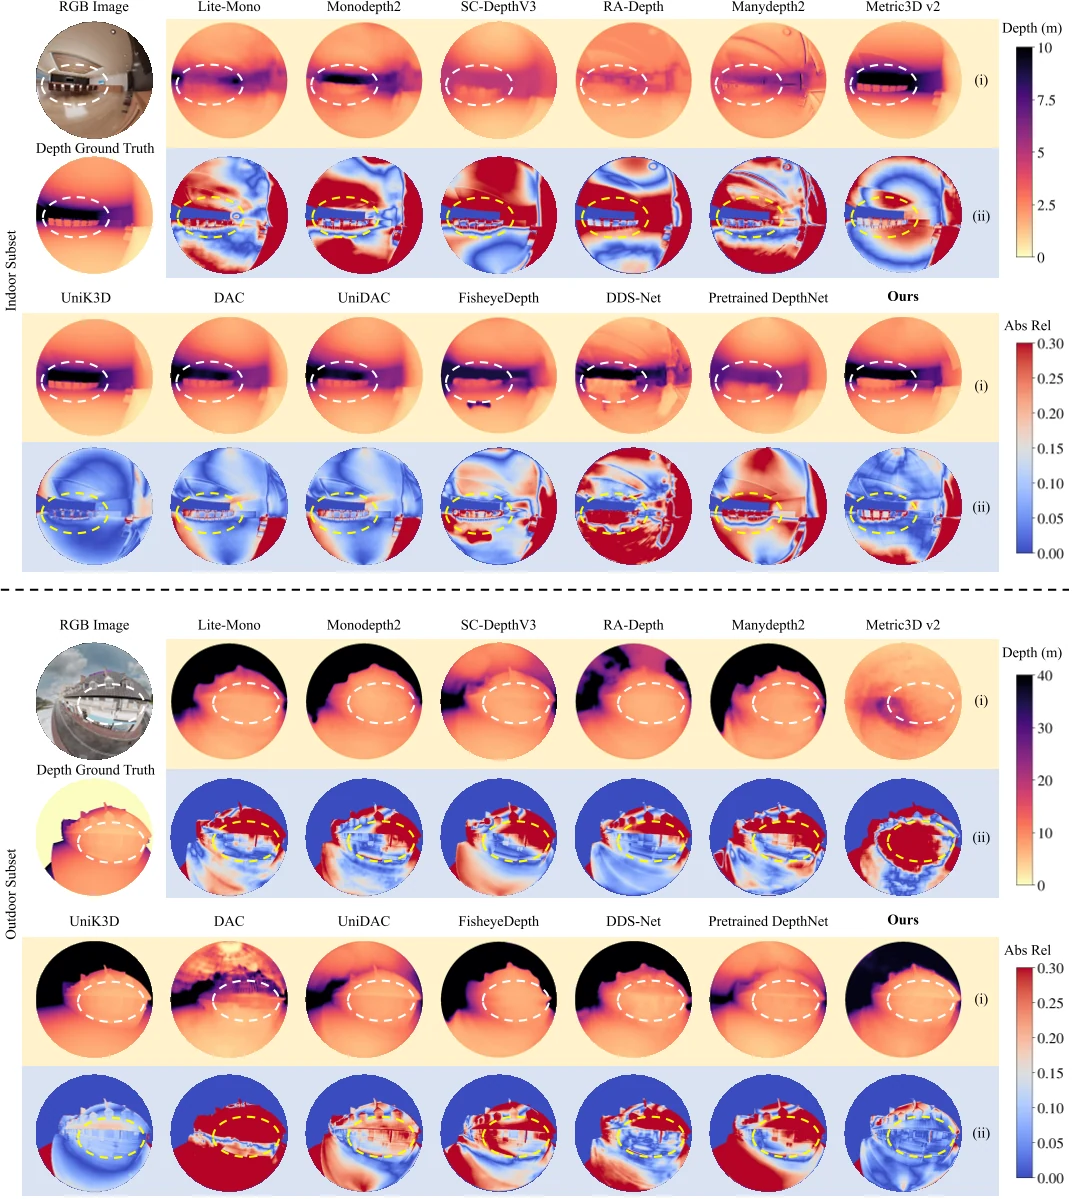 RGB Image Lite-Mono Monodepth2 SC-DepthV3 RA-Depth Manydepth2 Metric3D v2
Depth (m)
10
7.5
5
2.5
0
(i)
Depth Ground Truth
(ii)
Indoor Subset
UniK3D DAC UniDAC FisheyeDepth DDS-Net Pretrained DepthNet Ours
Abs Rel
0.30
0.25
0.20
0.15
0.10
0.05
0.00
(i)
(ii)
RGB Image Lite-Mono Monodepth2 SC-DepthV3 RA-Depth Manydepth2 Metric3D v2
Depth (m)
40
30
20
10
0
(i)
Depth Ground Truth
(ii)
Outdoor Subset
UniK3D DAC UniDAC FisheyeDepth DDS-Net Pretrained DepthNet Ours
Abs Rel
0.30
0.25
0.20
0.15
0.10
0.05
0.00
(i)
(ii)